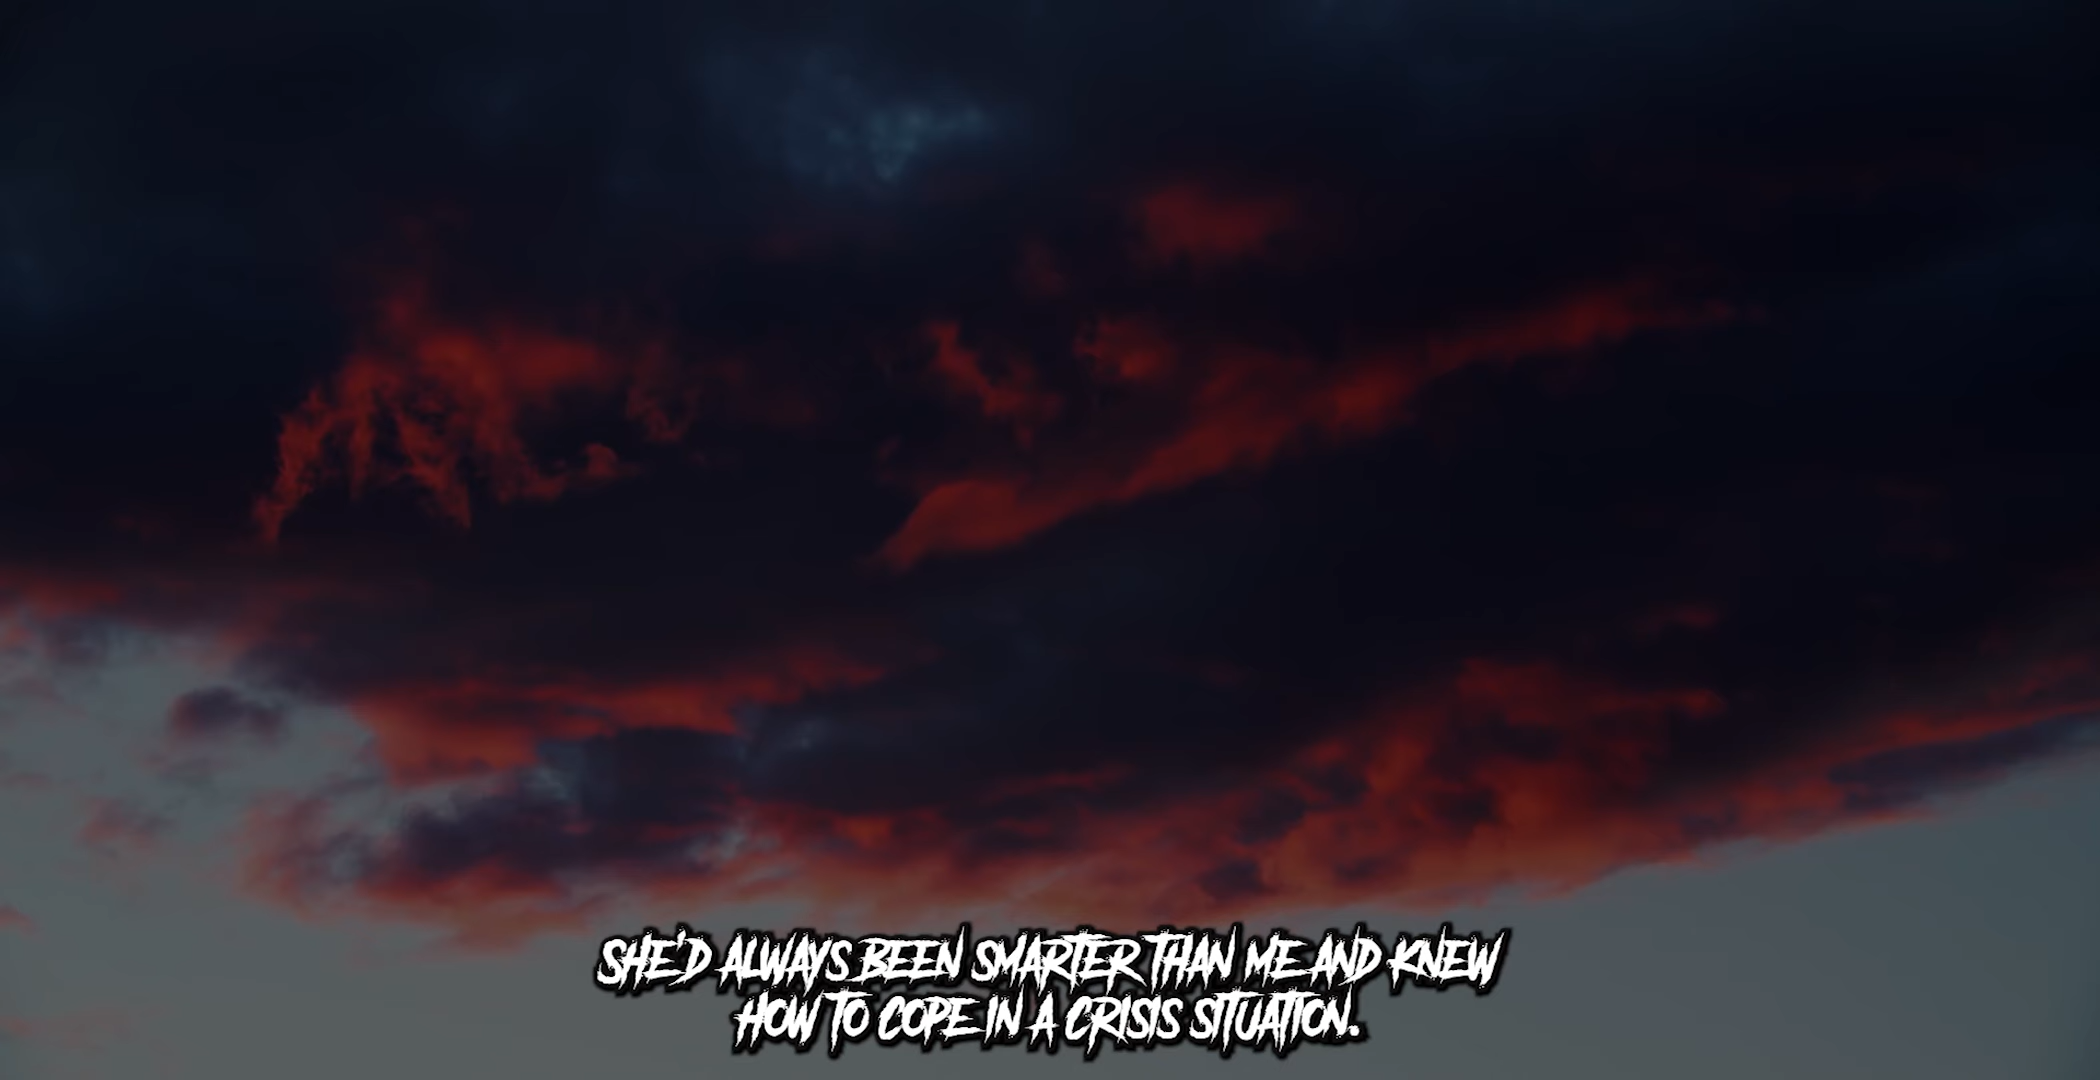 SHE'D ALWAYS BEEN SMARTER THAN ME AND KNEW
HOW TO COPE IN A CRISIS SITUATION.